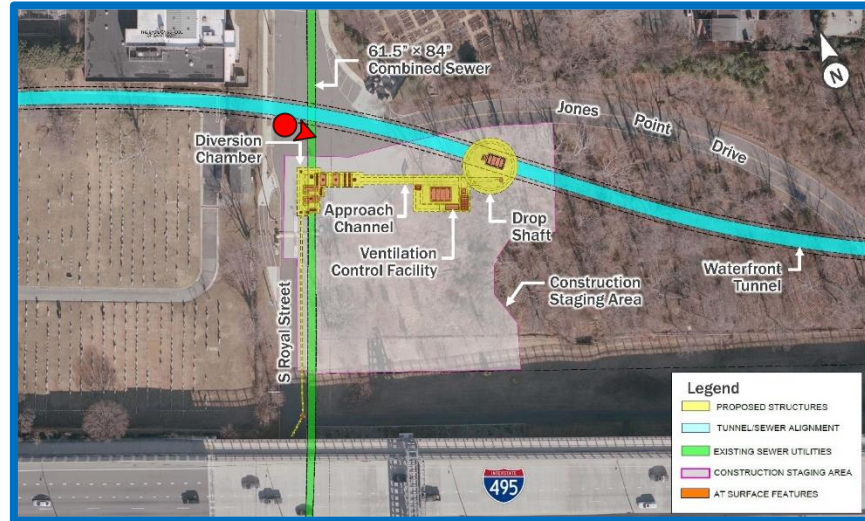 61.5” × 84”
Combined Sewer
N
Jones Point Drive
Diversion
Chamber
Approach
Channel
Drop
Shaft
Ventilation
Control Facility
Waterfront
Tunnel
Construction
Staging Area
S Royal Street
INTERSTATE
495
Legend
PROPOSED STRUCTURES
TUNNEL/SEWER ALIGNMENT
EXISTING SEWER UTILITIES
CONSTRUCTION STAGING AREA
AT SURFACE FEATURES